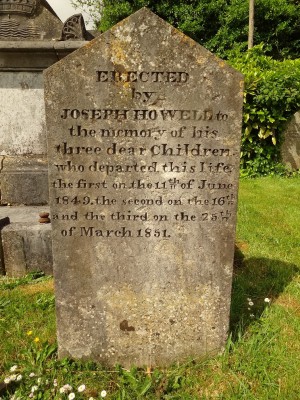 ERECTED
by
JOSEPH HOWELL to
the memory of his
three dear Children
who departed this life
the first on the 11th of June
1849, the second on the 16th
and the third on the 25th
of March 1851.